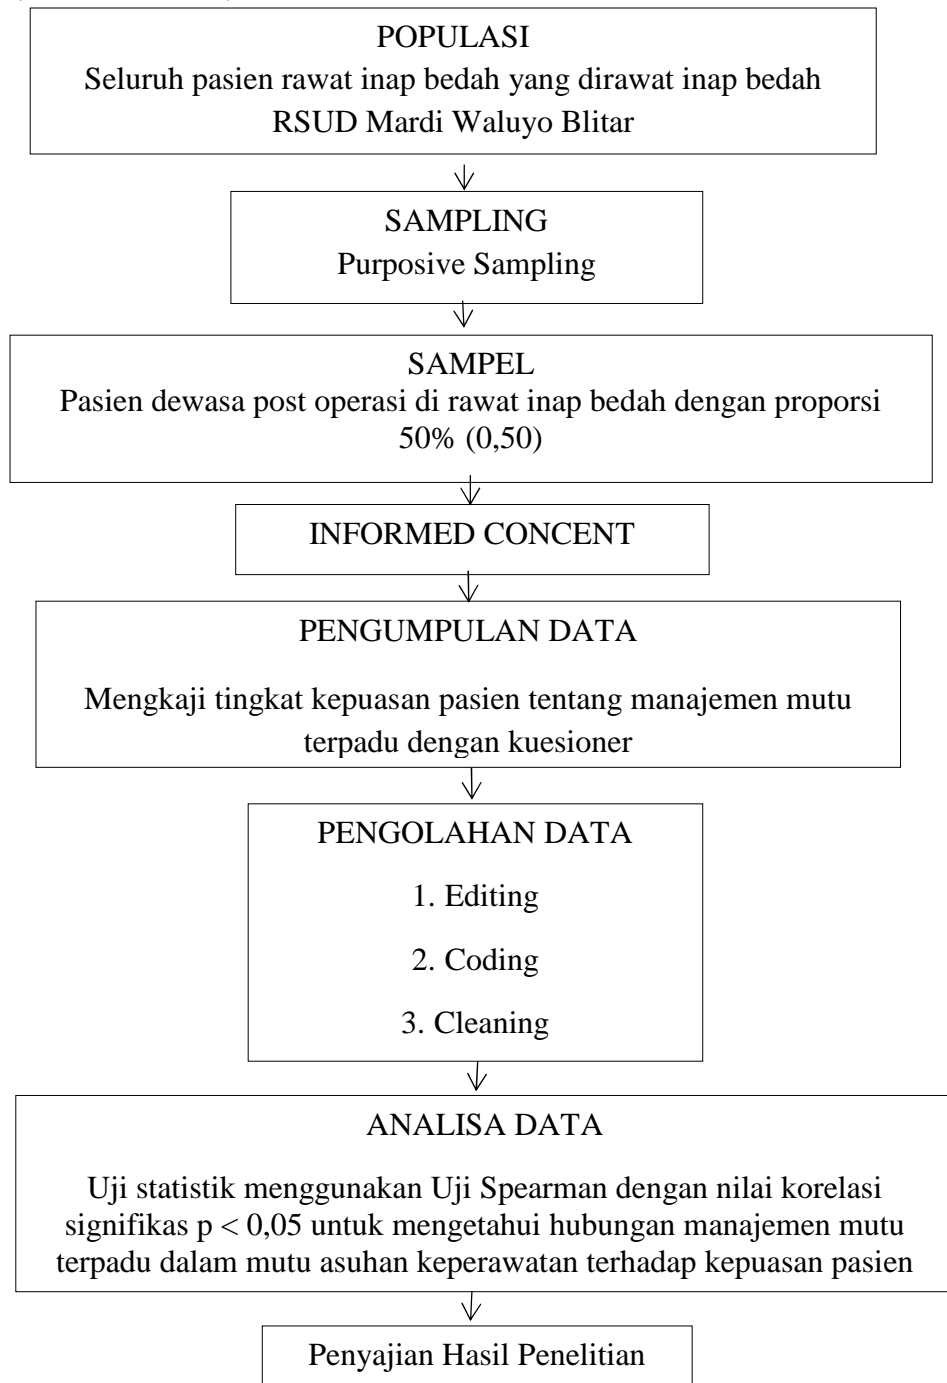 POPULASI
Seluruh pasien rawat inap bedah yang dirawat inap bedah
RSUD Mardi Waluyo Blitar
SAMPLING
Purposive Sampling
SAMPEL
Pasien dewasa post operasi di rawat inap bedah dengan proporsi
50% (0,50)
INFORMED CONCENT
PENGUMPULAN DATA
Mengkaji tingkat kepuasan pasien tentang manajemen mutu
terpadu dengan kuesioner
PENGOLAHAN DATA
1. Editing
2. Coding
3. Cleaning
ANALISA DATA
Uji statistik menggunakan Uji Spearman dengan nilai korelasi
signifikas p < 0,05 untuk mengetahui hubungan manajemen mutu
terpadu dalam mutu asuhan keperawatan terhadap kepuasan pasien
Penyajian Hasil Penelitian